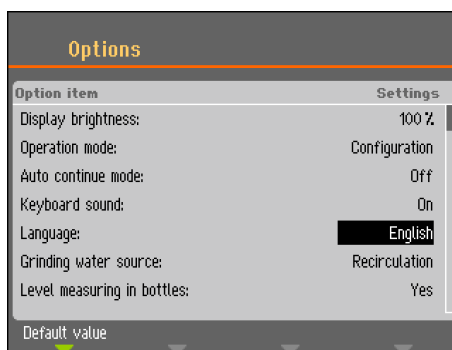 Options
Option item Settings
Display brightness: 100 %
Operation mode: Configuration
Auto continue mode: Off
Keyboard sound: On
Language: English
Grinding water source: Recirculation
Level measuring in bottles: Yes
Default value